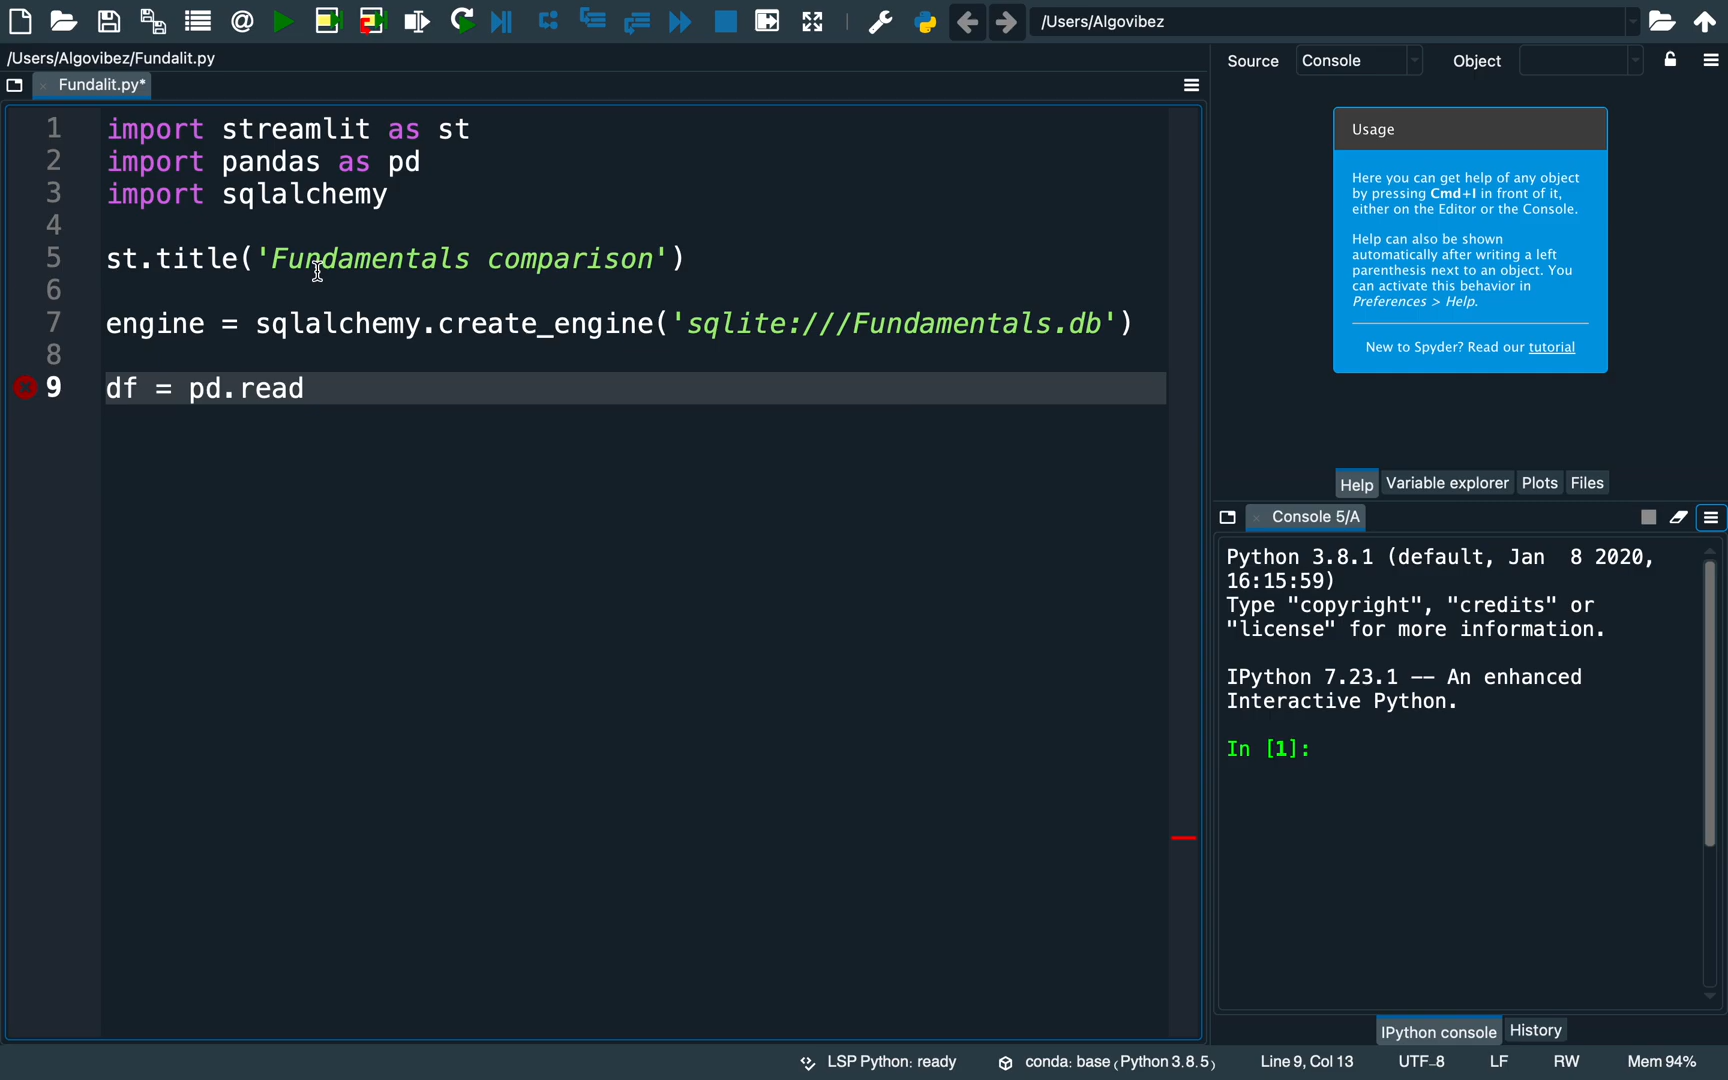 /Users/Algovibez
/Users/Algovibez/Fundalit.py
Source Console Object
Fundalit.py*
1 import streamlit as st
2 import pandas as pd
3 import sqlalchemy
4
5 st.title('Fundamentals comparison')
6
7 engine = sqlalchemy.create_engine('sqlite:///Fundamentals.db')
8
9 df = pd.read
Usage
Here you can get help of any object
by pressing Cmd+I in front of it,
either on the Editor or the Console.
Help can also be shown
automatically after writing a left
parenthesis next to an object. You
can activate this behavior in
Preferences > Help.
New to Spyder? Read our tutorial
Help Variable explorer Plots Files
Console 5/A
Python 3.8.1 (default, Jan  8 2020,
16:15:59)
Type "copyright", "credits" or
"license" for more information.
IPython 7.23.1 -- An enhanced
Interactive Python.
In [1]:
IPython console History
LSP Python: ready conda: base (Python 3.8.5) Line 9, Col 13 UTF-8 LF RW Mem 94%